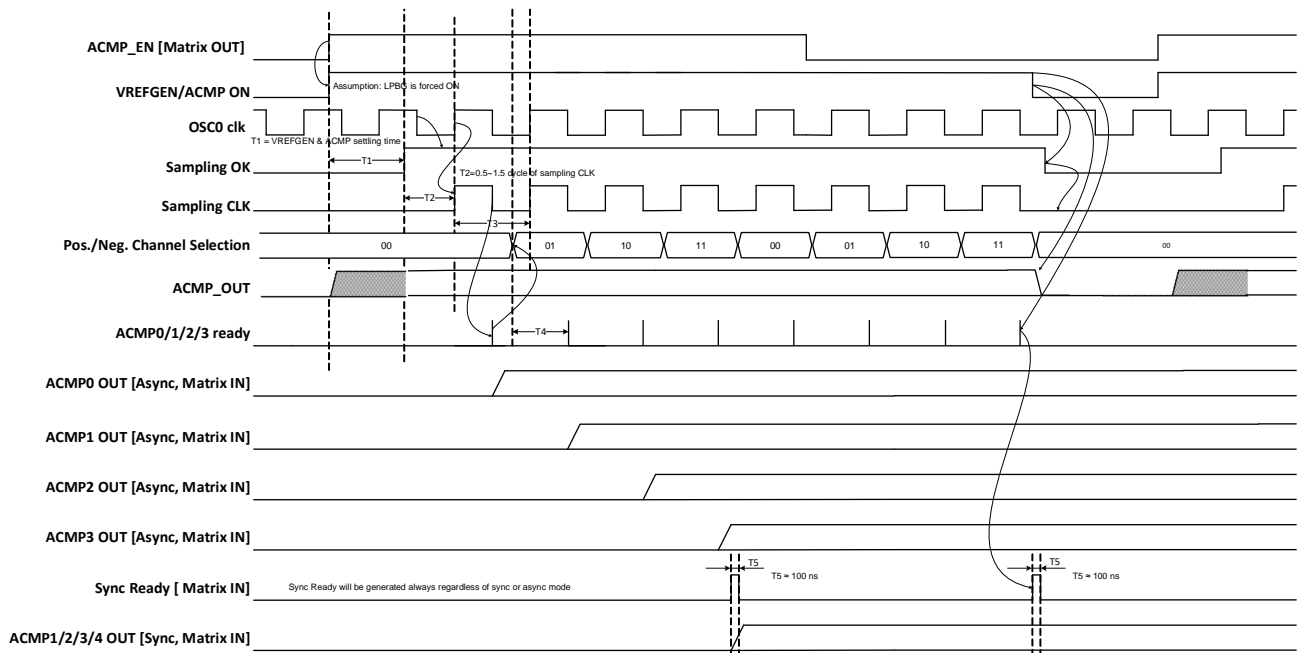 ACMP_EN [Matrix OUT]
Assumption: LPBG is forced ON
VREFGEN/ACMP ON
OSC0 clk
T1 = VREFGEN & ACMP settling time
Sampling OK
T1
T2=0.5~1.5 cycle of sampling CLK
T2
Sampling CLK
T3
Pos./Neg. Channel Selection
00 01 10 11 00 01 10 11 00
ACMP_OUT
ACMP0/1/2/3 ready
T4
ACMP0 OUT [Async, Matrix IN]
ACMP1 OUT [Async, Matrix IN]
ACMP2 OUT [Async, Matrix IN]
ACMP3 OUT [Async, Matrix IN]
T5 T5
T5 ≈ 100 ns T5 ≈ 100 ns
Sync Ready [ Matrix IN]
Sync Ready will be generated always regardless of sync or async mode
ACMP1/2/3/4 OUT [Sync, Matrix IN]